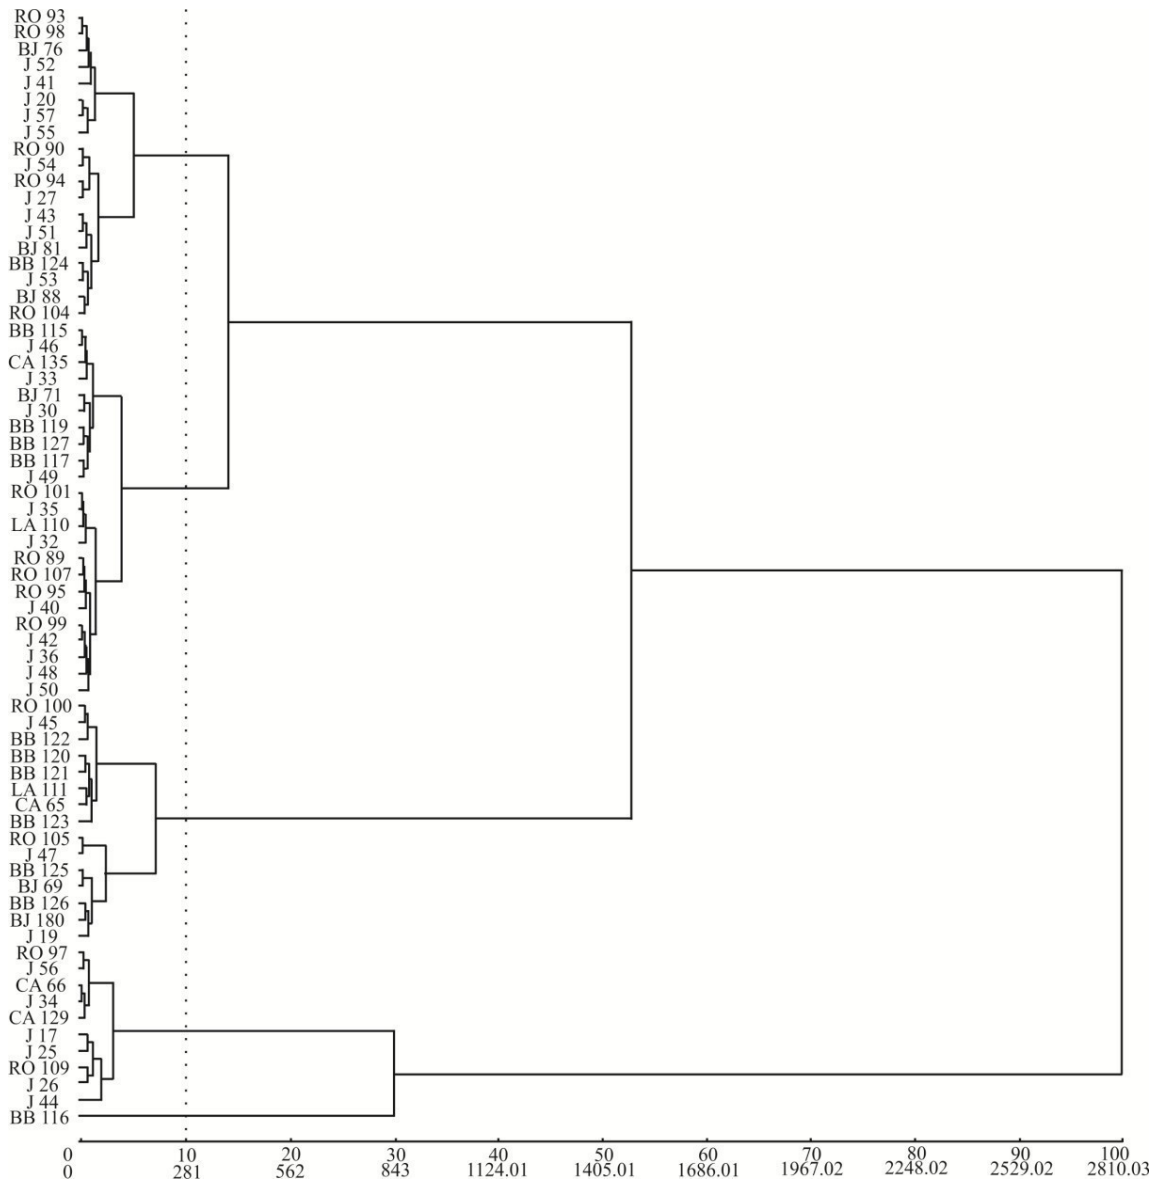 RO 93
RO 98
BJ 76
J 52
J 41
J 20
J 57
J 55
RO 90
J 54
RO 94
J 27
J 43
J 51
BJ 81
BB 124
J 53
BJ 88
RO 104
BB 115
J 46
CA 135
J 33
BJ 71
J 30
BB 119
BB 127
BB 117
J 49
RO 101
J 35
LA 110
J 32
RO 89
RO 107
RO 95
J 40
RO 99
J 42
J 36
J 48
J 50
RO 100
J 45
BB 122
BB 120
BB 121
LA 111
CA 65
BB 123
RO 105
J 47
BB 125
BJ 69
BB 126
BJ 180
J 19
RO 97
J 56
CA 66
J 34
CA 129
J 17
J 25
RO 109
J 26
J 44
BB 116
0 10 20 30 40 50 60 70 80 90 100
0 281 562 843 1124.01 1405.01 1686.01 1967.02 2248.02 2529.02 2810.03